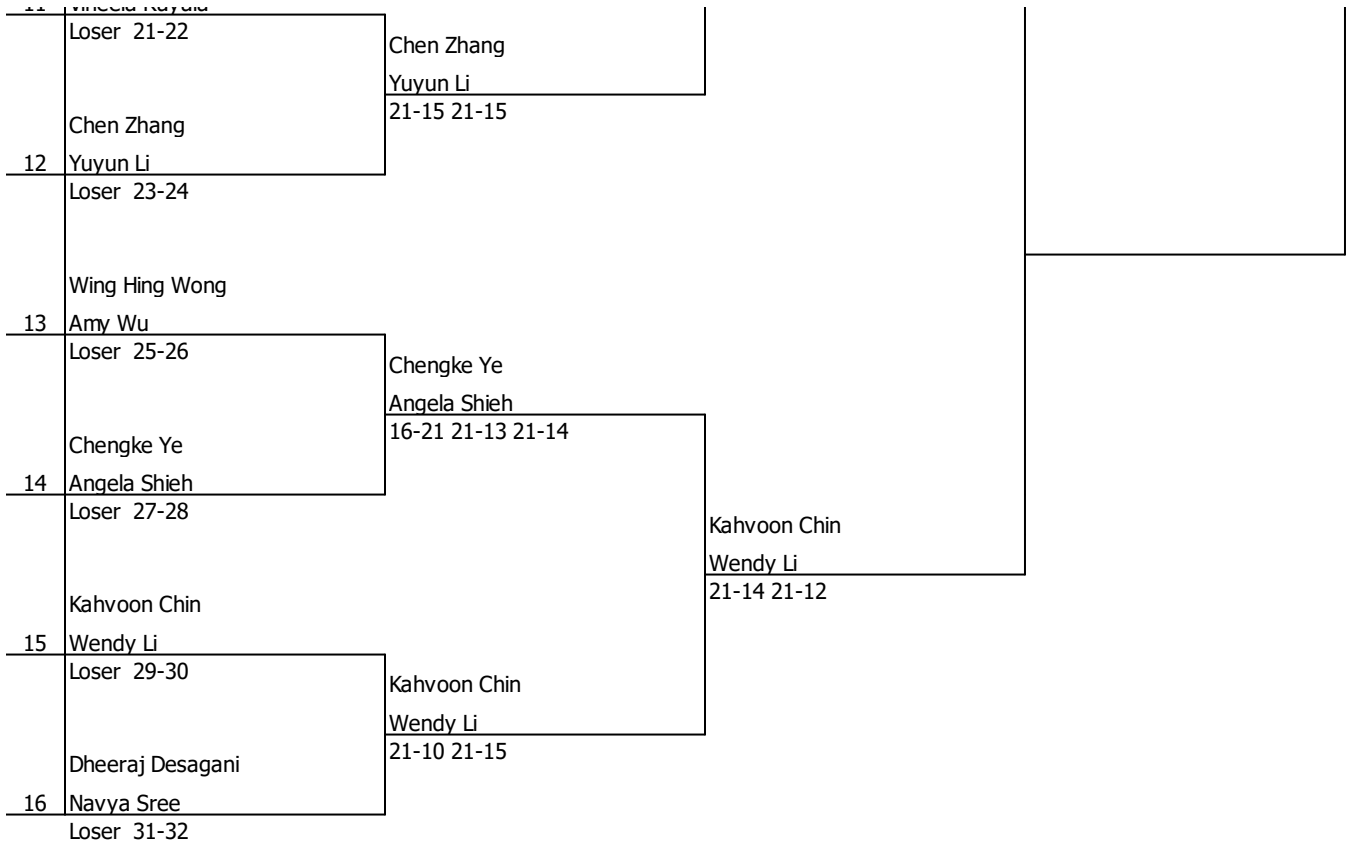 Loser 21-22
Chen Zhang
Yuyun Li
21-15 21-15
Chen Zhang
12 Yuyun Li
Loser 23-24
Wing Hing Wong
13 Amy Wu
Loser 25-26
Chengke Ye
Angela Shieh
16-21 21-13 21-14
Chengke Ye
14 Angela Shieh
Loser 27-28
Kahvoon Chin
Wendy Li
21-14 21-12
Kahvoon Chin
15 Wendy Li
Loser 29-30
Kahvoon Chin
Wendy Li
21-10 21-15
Dheeraj Desagani
16 Navya Sree
Loser 31-32